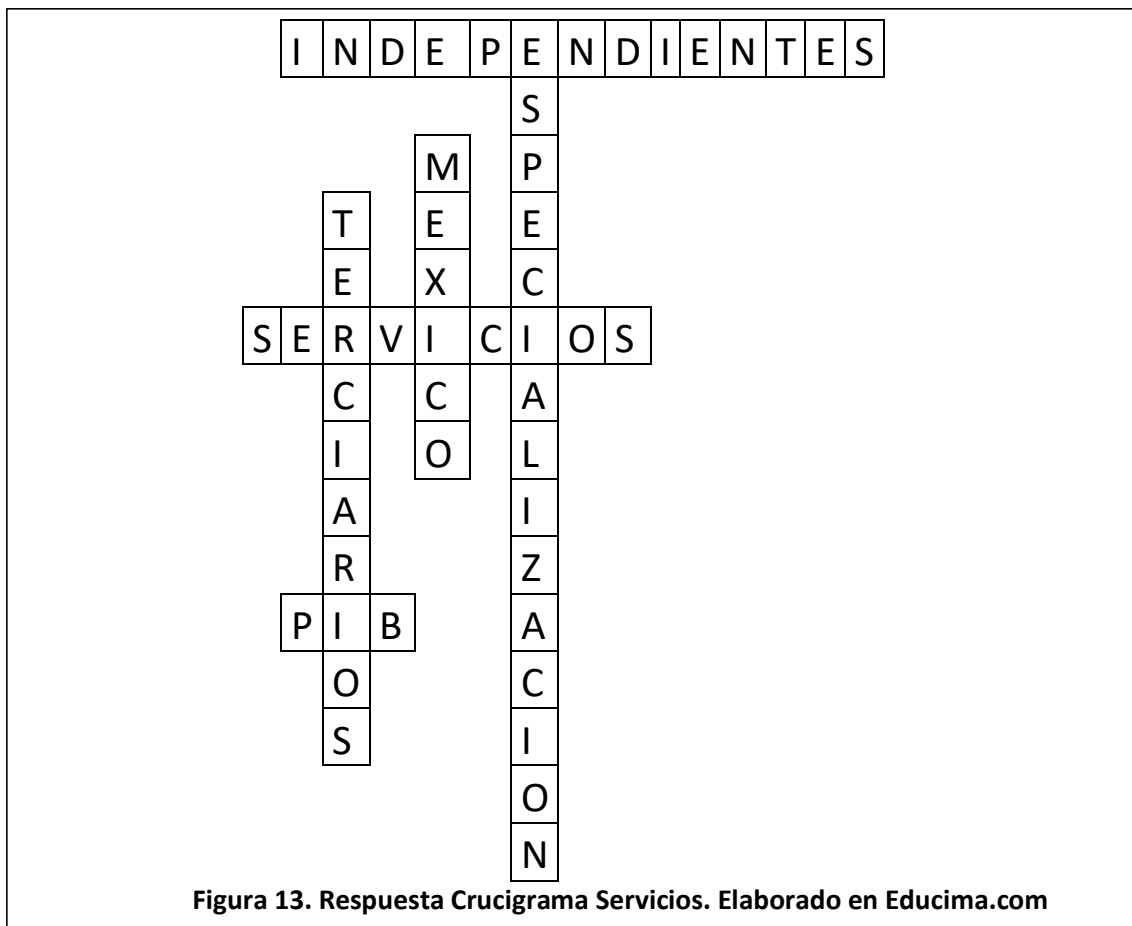 INDEPENDIENTES
S
M P
T E E
E X C
SERVICIOS
C C A
I O L
A I
R Z
PIB A
O C
S I
O
N
Figura 13. Respuesta Crucigrama Servicios. Elaborado en Educima.com